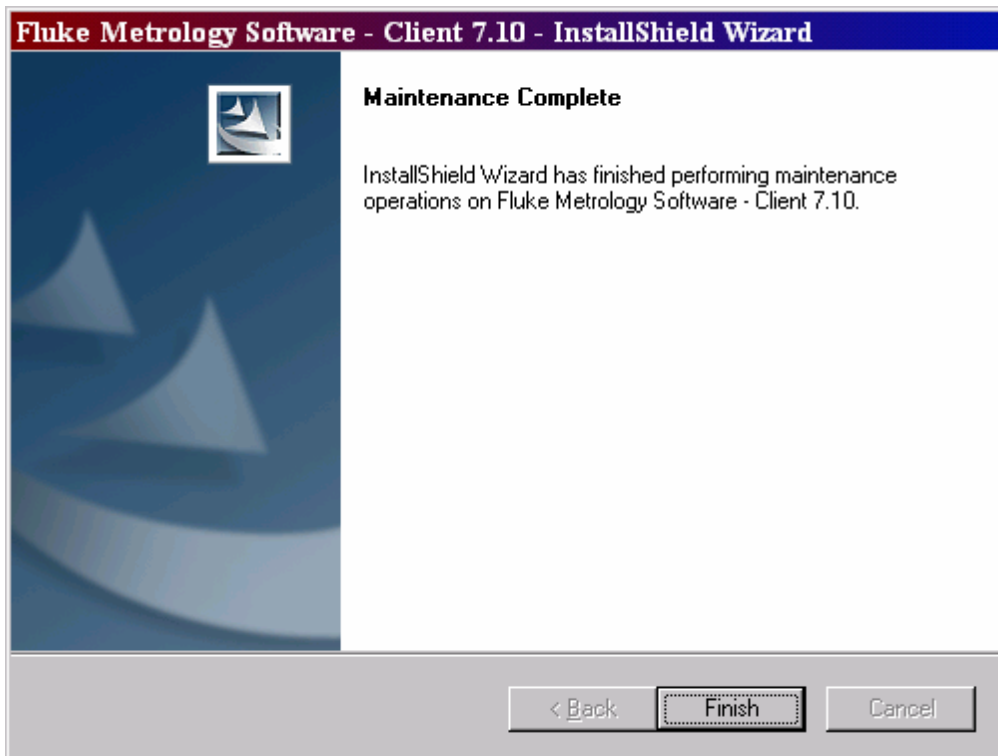 Fluke Metrology Software - Client 7.10 - InstallShield Wizard
Maintenance Complete
InstallShield Wizard has finished performing maintenance
operations on Fluke Metrology Software - Client 7.10.
< Back Finish Cancel